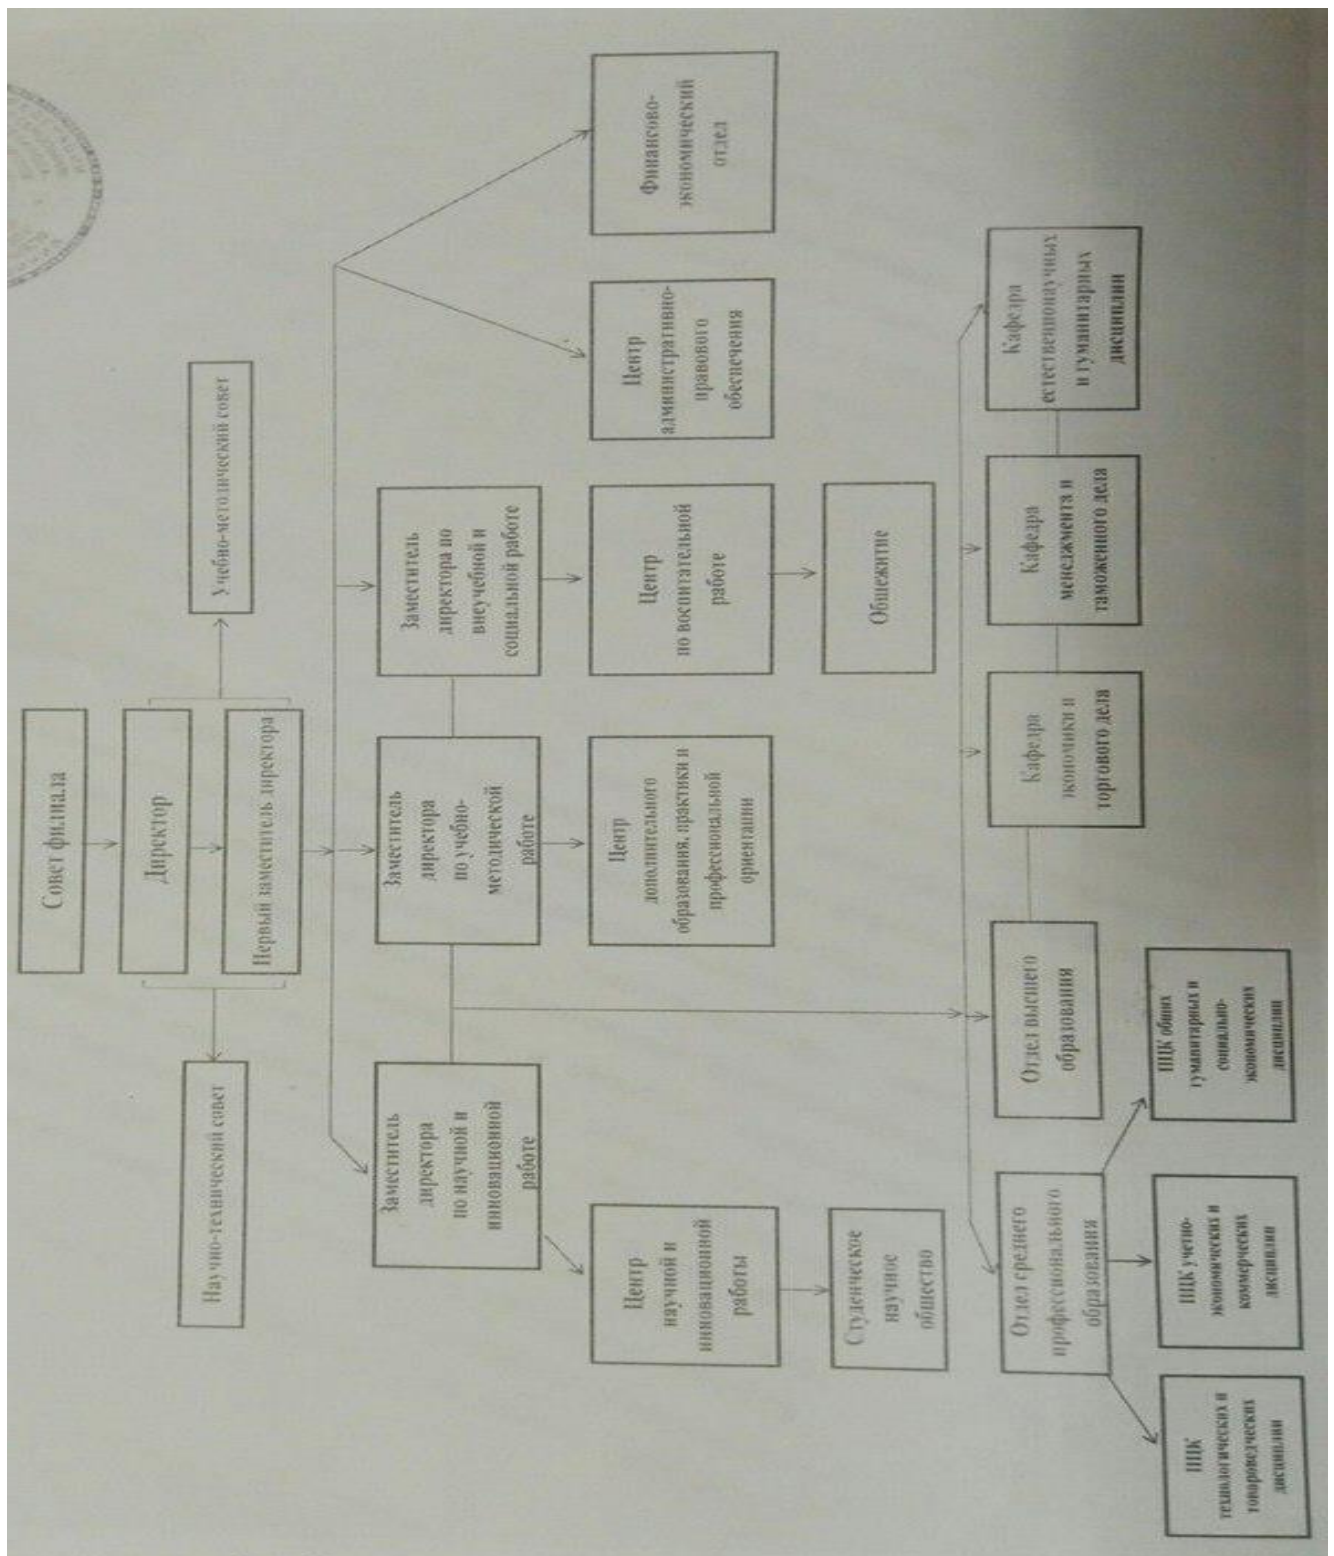 Совет филиала
Директор
Первый заместитель директора
Научно-технический совет
Учебно-методический совет
Заместитель
директора
по научной и
инновационной
работе
Заместитель
директора
по учебно-
методической
работе
Заместитель
директора по
внеучебной и
социальной работе
Центр
научной и
инновационной
работы
Центр
дополнительного
образования, практики и
профессиональной
ориентации
Центр
по воспитательной
работе
Центр
административно-
правового
обеспечения
Финансово-
экономический
отдел
Студенческое
научное
общество
Общежитие
Отдел среднего
профессионального
образования
Отдел высшего
образования
Кафедра
экономики и
торгового дела
Кафедра
менеджмента и
таможенного дела
Кафедра
естественнонаучных
и гуманитарных
дисциплин
ПЦК
технологических и
товароведческих
дисциплин
ПЦК учетно-
экономических и
коммерческих
дисциплин
ПЦК общих
гуманитарных и
социально-
экономических
дисциплин